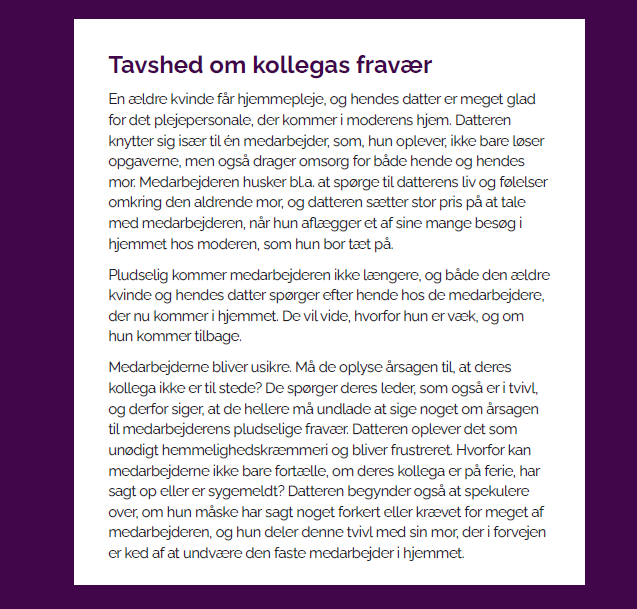 Tavshed om kollegas fravær
En ældre kvinde får hjemmepleje, og hendes datter er meget glad
for det plejepersonale, der kommer i moderens hjem. Datteren
knytter sig især til én medarbejder, som, hun oplever, ikke bare løser
opgaverne, men også drager omsorg for både hende og hendes
mor. Medarbejderen husker bl.a. at spørge til datterens liv og følelser
omkring den aldrende mor, og datteren sætter stor pris på at tale
med medarbejderen, når hun aflægger et af sine mange besøg i
hjemmet hos moderen, som hun bor tæt på.
Pludselig kommer medarbejderen ikke længere, og både den ældre
kvinde og hendes datter spørger efter hende hos de medarbejdere,
der nu kommer i hjemmet. De vil vide, hvorfor hun er væk, og om
hun kommer tilbage.
Medarbejderne bliver usikre. Må de oplyse årsagen til, at deres
kollega ikke er til stede? De spørger deres leder, som også er i tvivl,
og derfor siger, at de hellere må undlade at sige noget om årsagen
til medarbejderens pludselige fravær. Datteren oplever det som
unødigt hemmelighedskræmmeri og bliver frustreret. Hvorfor kan
medarbejderne ikke bare fortælle, om deres kollega er på ferie, har
sagt op eller er sygemeldt? Datteren begynder også at spekulere
over, om hun måske har sagt noget forkert eller krævet for meget af
medarbejderen, og hun deler denne tvivl med sin mor, der i forvejen
er ked af at undvære den faste medarbejder i hjemmet.